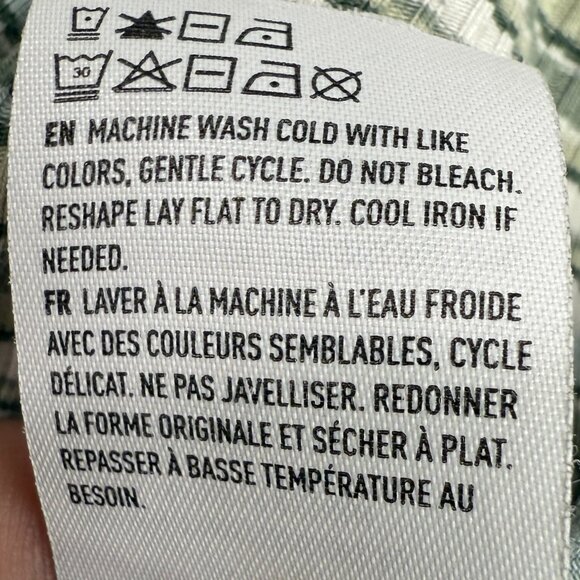 30
EN MACHINE WASH COLD WITH LIKE
COLORS, GENTLE CYCLE. DO NOT BLEACH.
RESHAPE LAY FLAT TO DRY. COOL IRON IF
NEEDED.
FR LAVER À LA MACHINE À L'EAU FROIDE
AVEC DES COULEURS SEMBLABLES, CYCLE
DÉLICAT. NE PAS JAVELLISER. REDONNER
LA FORME ORIGINALE ET SÉCHER À PLAT.
REPASSER À BASSE TEMPÉRATURE AU
BESOIN.